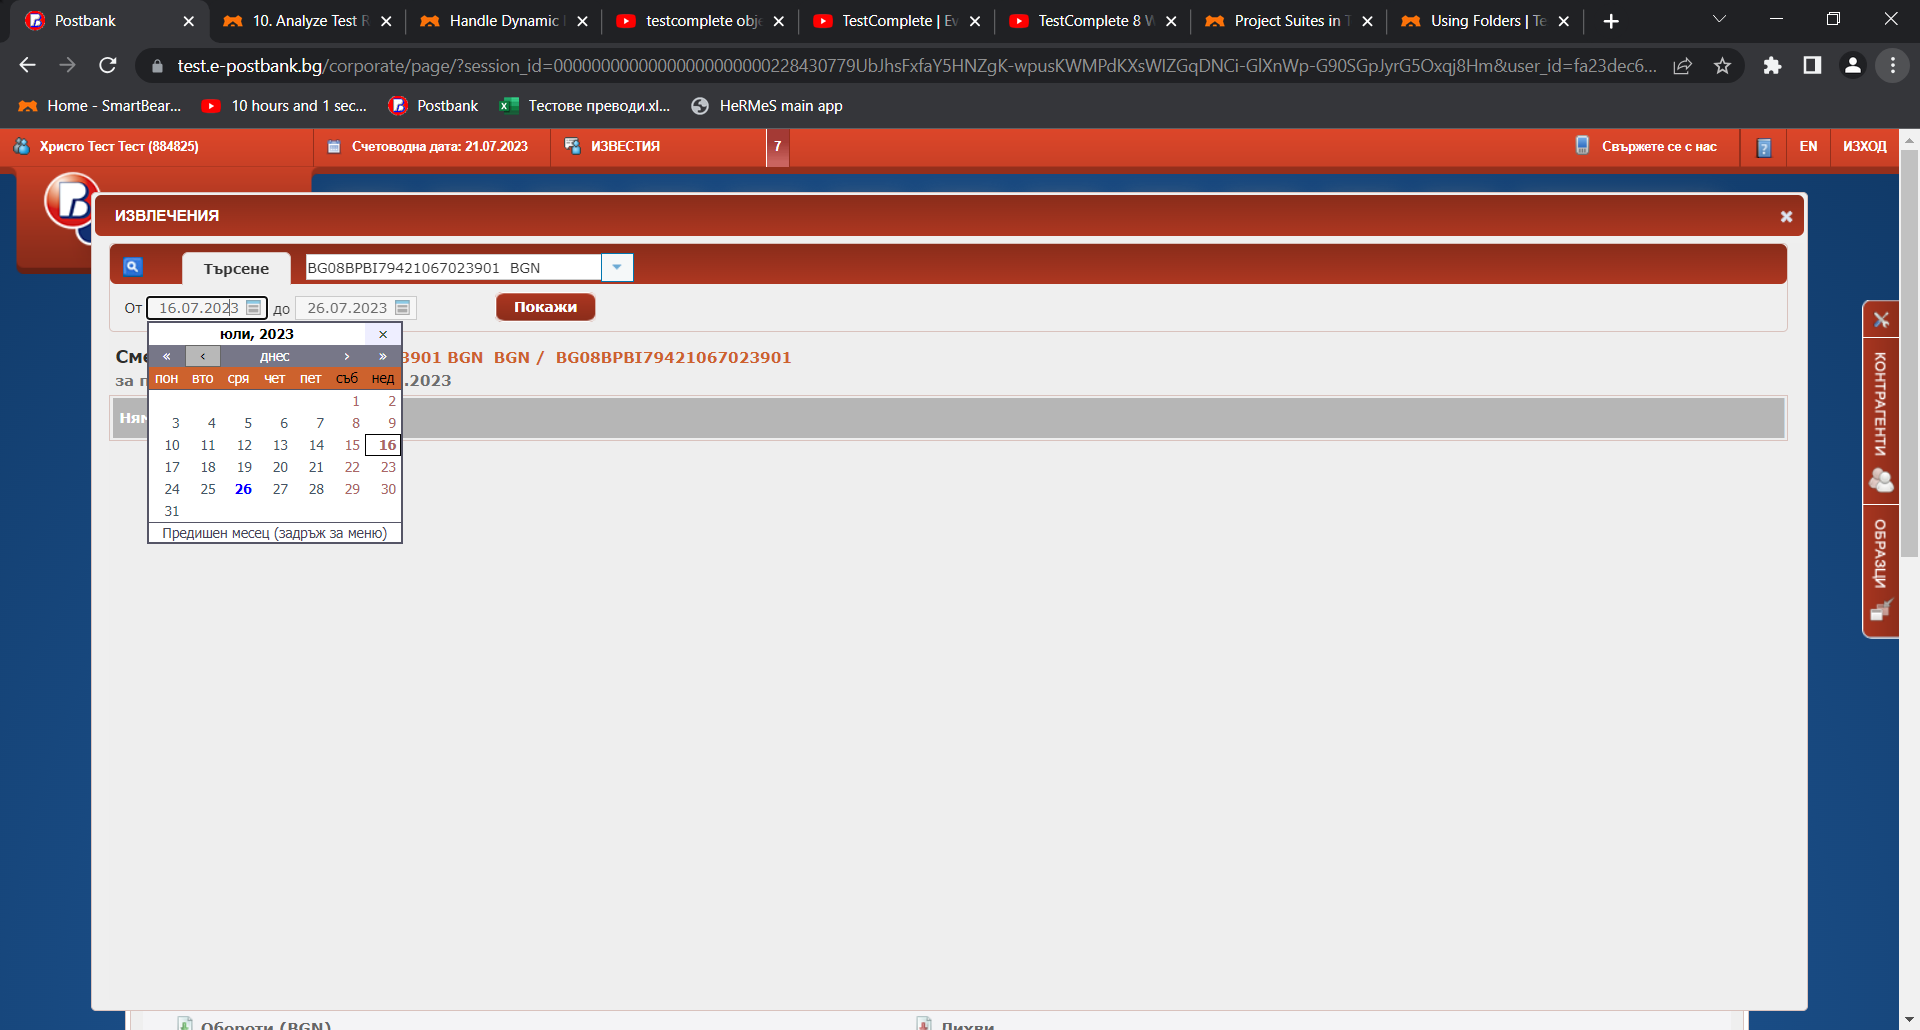 Postbank
10. Analyze Test R
Handle Dynamic
testcomplete obje
TestComplete | Ev
TestComplete 8 W
Project Suites in T
Using Folders | Te
test.e-postbank.bg/corporate/page/?session_id=0000000000000000000000228430779UbJhsFxfaY5HNZgK-wpusKWMPdKXsWIZGqDNCi-GlXnWp-G90SGpJyrG5Oxqj8Hm&user_id=fa23dec6...
Home - SmartBear...
10 hours and 1 sec...
Postbank
Тестове преводи.xl...
HeRMeS main app
Христо Тест Тест (884825)
Счетоводна дата: 21.07.2023
ИЗВЕСТИЯ
7
Свържете се с нас
EN
ИЗХОД
ИЗВЛЕЧЕНИЯ
Търсене
BG08BPBI79421067023901 BGN
От 16.07.2023 до 26.07.2023
Покажи
юли, 2023 ×
« ‹ днес › »
пон вто сря чет пет съб нед
1 2
3 4 5 6 7 8 9
10 11 12 13 14 15 16
17 18 19 20 21 22 23
24 25 26 27 28 29 30
31
Предишен месец (задръж за меню)
Сме
3901 BGN BGN / BG08BPBI79421067023901
за п
.2023
Ням
КОНТРАГЕНТИ
ОБРАЗЦИ
Обороти (BGN)
Лихви